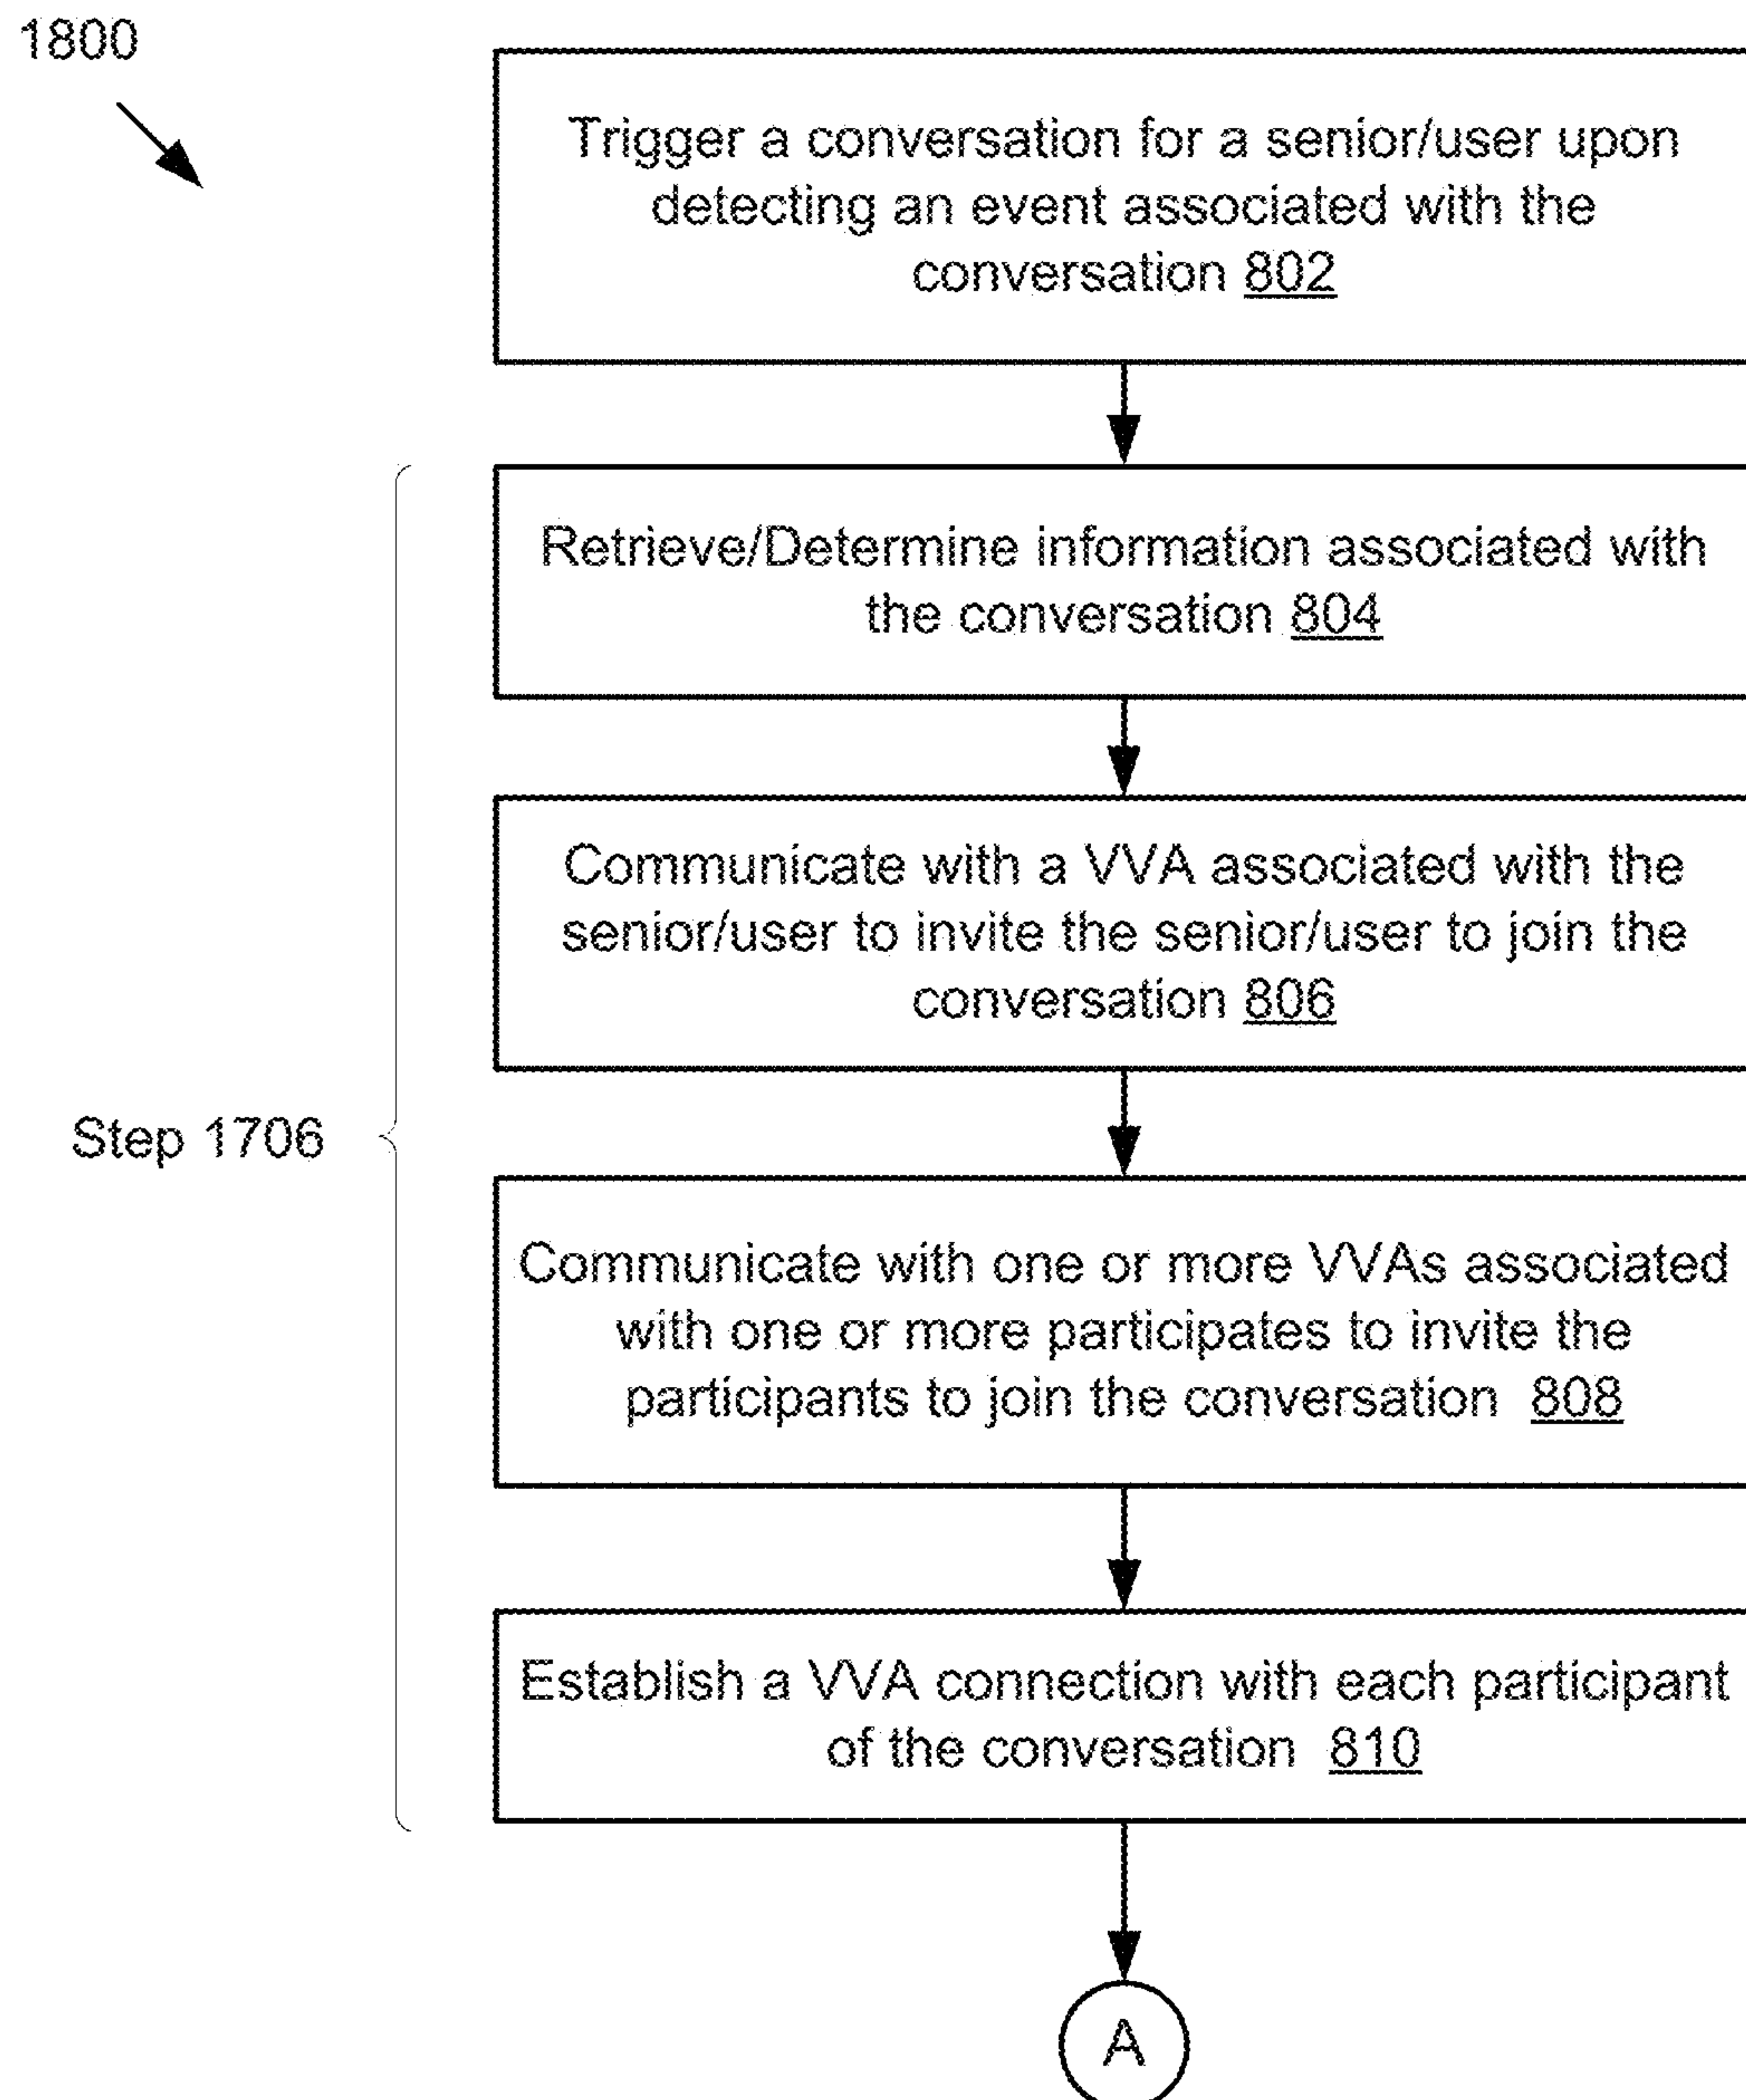 1800
Trigger a conversation for a senior/user upon
detecting an event associated with the
conversation 802
Retrieve/Determine information associated with
the conversation 804
Communicate with a VVA associated with the
senior/user to invite the senior/user to join the
conversation 806
Step 1706
Communicate with one or more VVAs associated
with one or more participates to invite the
participants to join the conversation 808
Establish a VVA connection with each participant
of the conversation 810
A